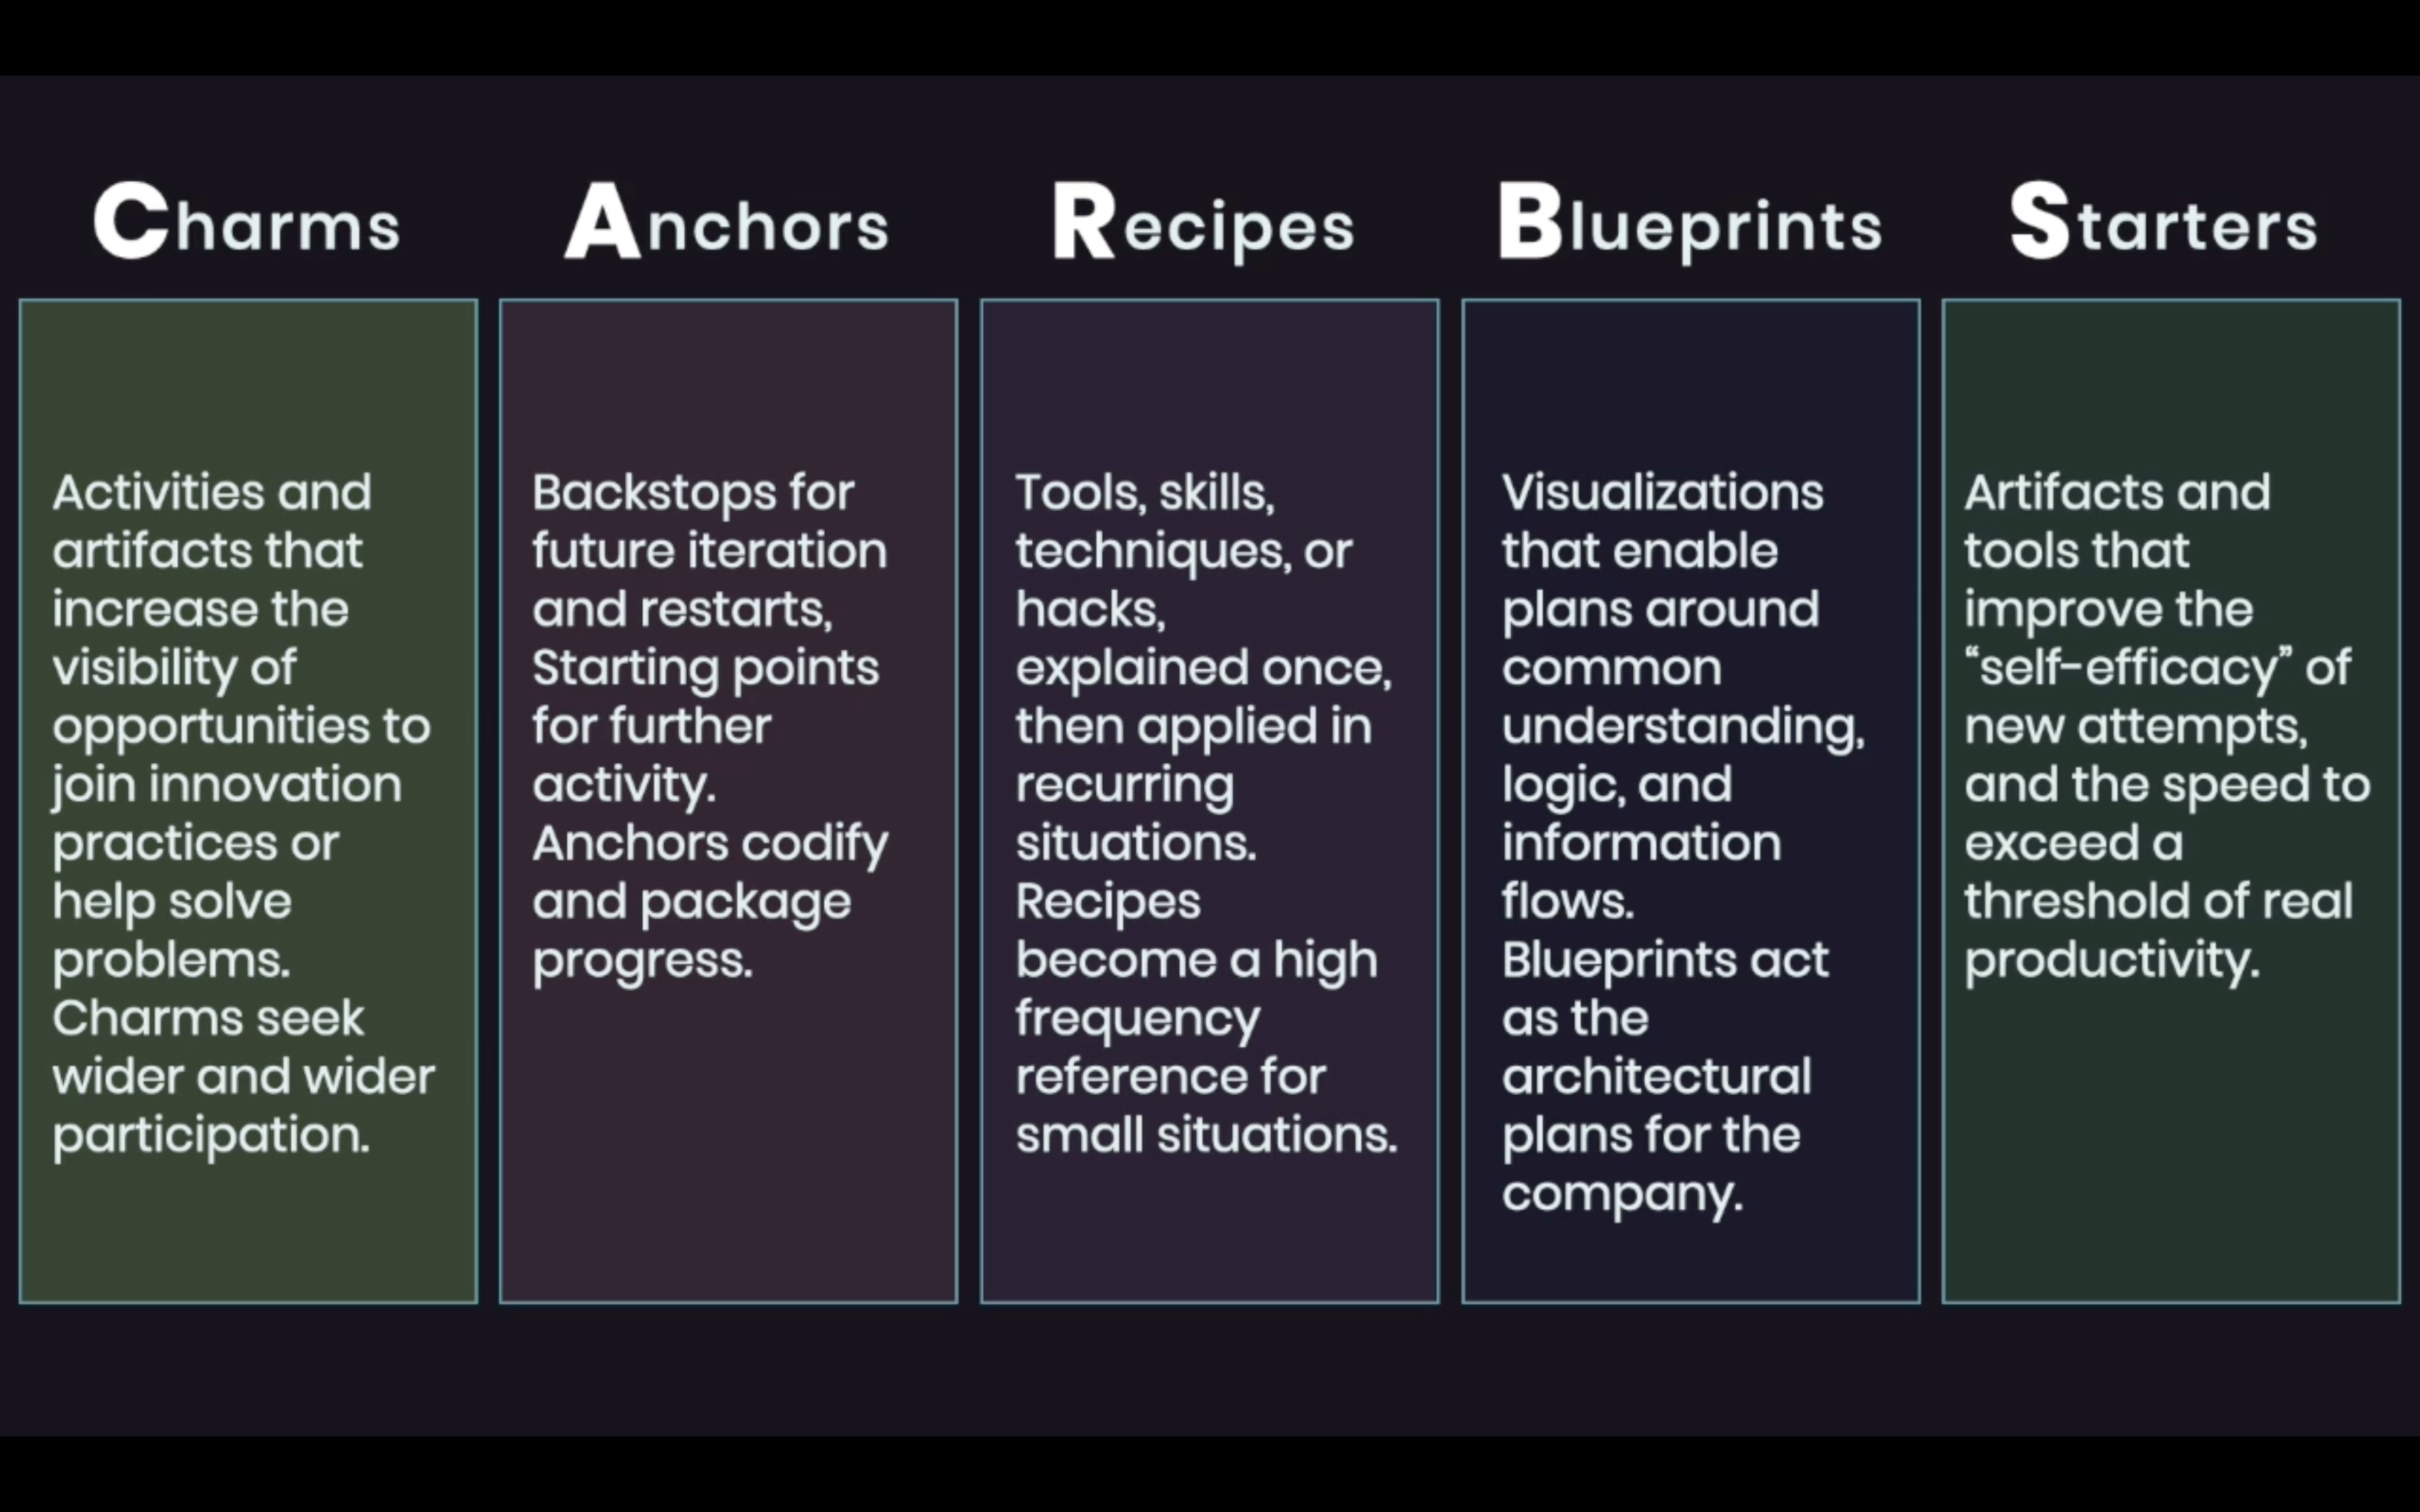 Charms
Activities and
artifacts that
increase the
visibility of
opportunities to
join innovation
practices or
help solve
problems.
Charms seek
wider and wider
participation.
Anchors
Backstops for
future iteration
and restarts,
Starting points
for further
activity.
Anchors codify
and package
progress.
Recipes
Tools, skills,
techniques, or
hacks,
explained once,
then applied in
recurring
situations.
Recipes
become a high
frequency
reference for
small situations.
Blueprints
Visualizations
that enable
plans around
common
understanding,
logic, and
information
flows.
Blueprints act
as the
architectural
plans for the
company.
Starters
Artifacts and
tools that
improve the
“self-efficacy” of
new attempts,
and the speed to
exceed a
threshold of real
productivity.